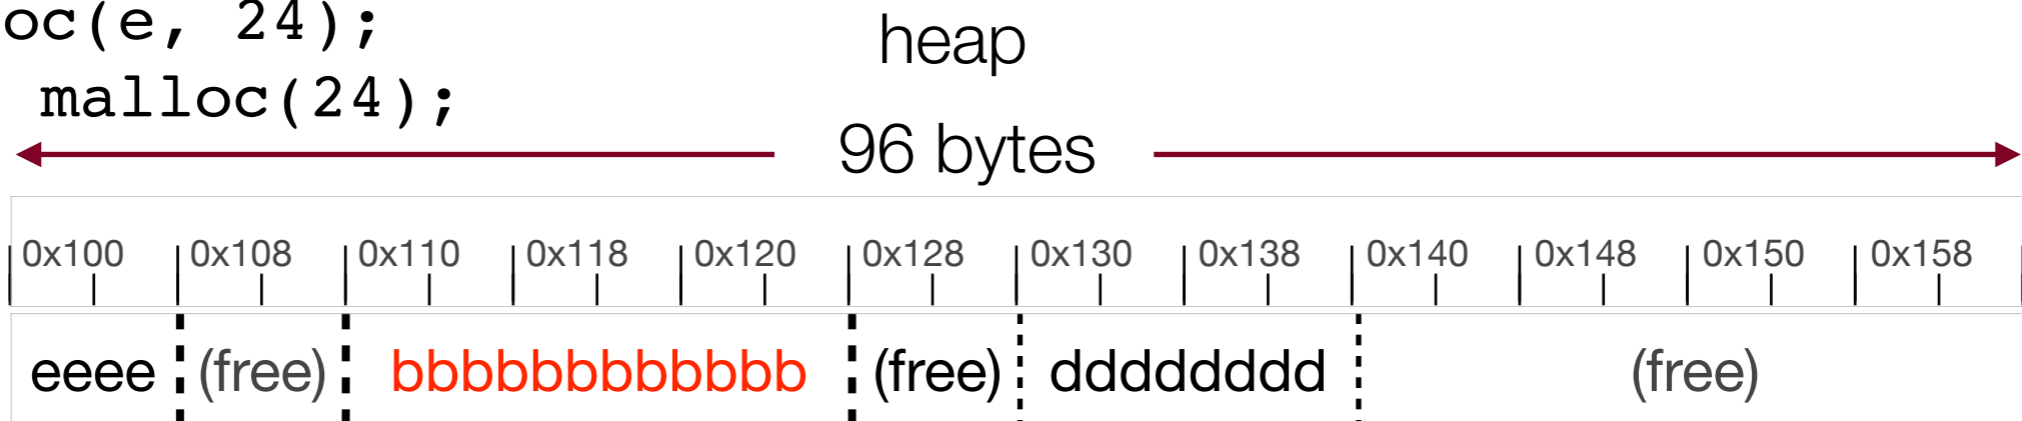 oc(e, 24);
malloc(24);
heap
96 bytes
0x100 0x108 0x110 0x118 0x120 0x128 0x130 0x138 0x140 0x148 0x150 0x158
eeee (free) bbbbbbbbbbbb (free) dddddddd (free)